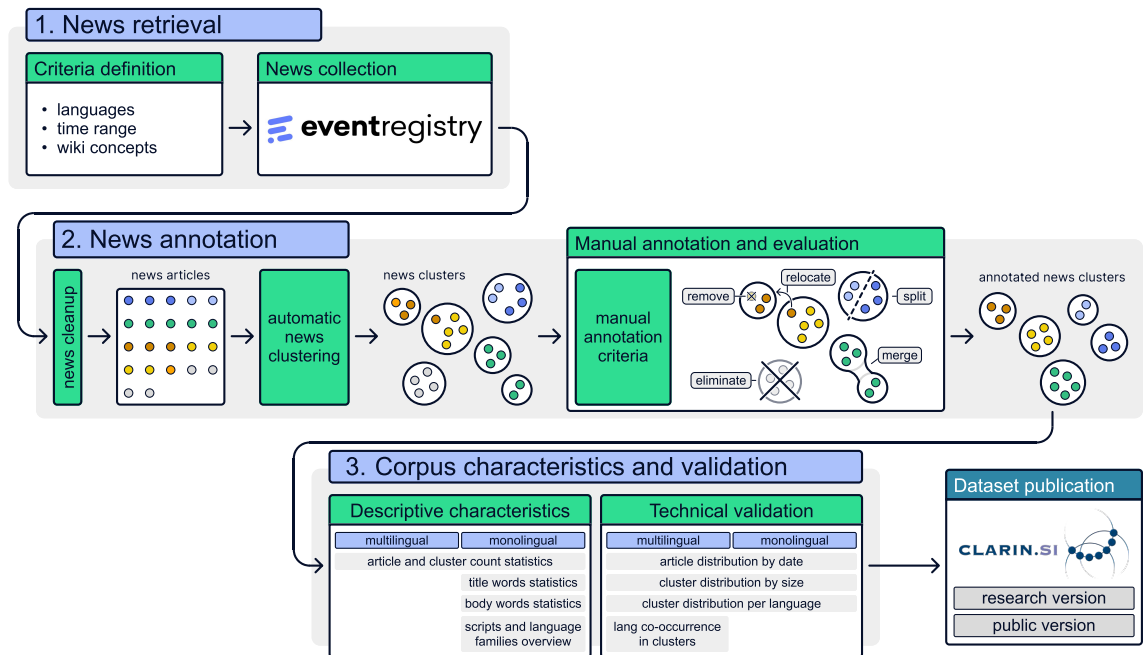 1. News retrieval
Criteria definition
• languages
• time range
• wiki concepts
News collection
eventregistry
2. News annotation
news cleanup
news articles
automatic
news
clustering
news clusters
Manual annotation and evaluation
manual
annotation
criteria
remove
relocate
split
merge
eliminate
annotated news clusters
3. Corpus characteristics and validation
Descriptive characteristics
multilingual
monolingual
article and cluster count statistics
title words statistics
body words statistics
scripts and language
families overview
Technical validation
multilingual
monolingual
article distribution by date
cluster distribution by size
cluster distribution per language
lang co-occurrence
in clusters
Dataset publication
CLARIN.SI
research version
public version